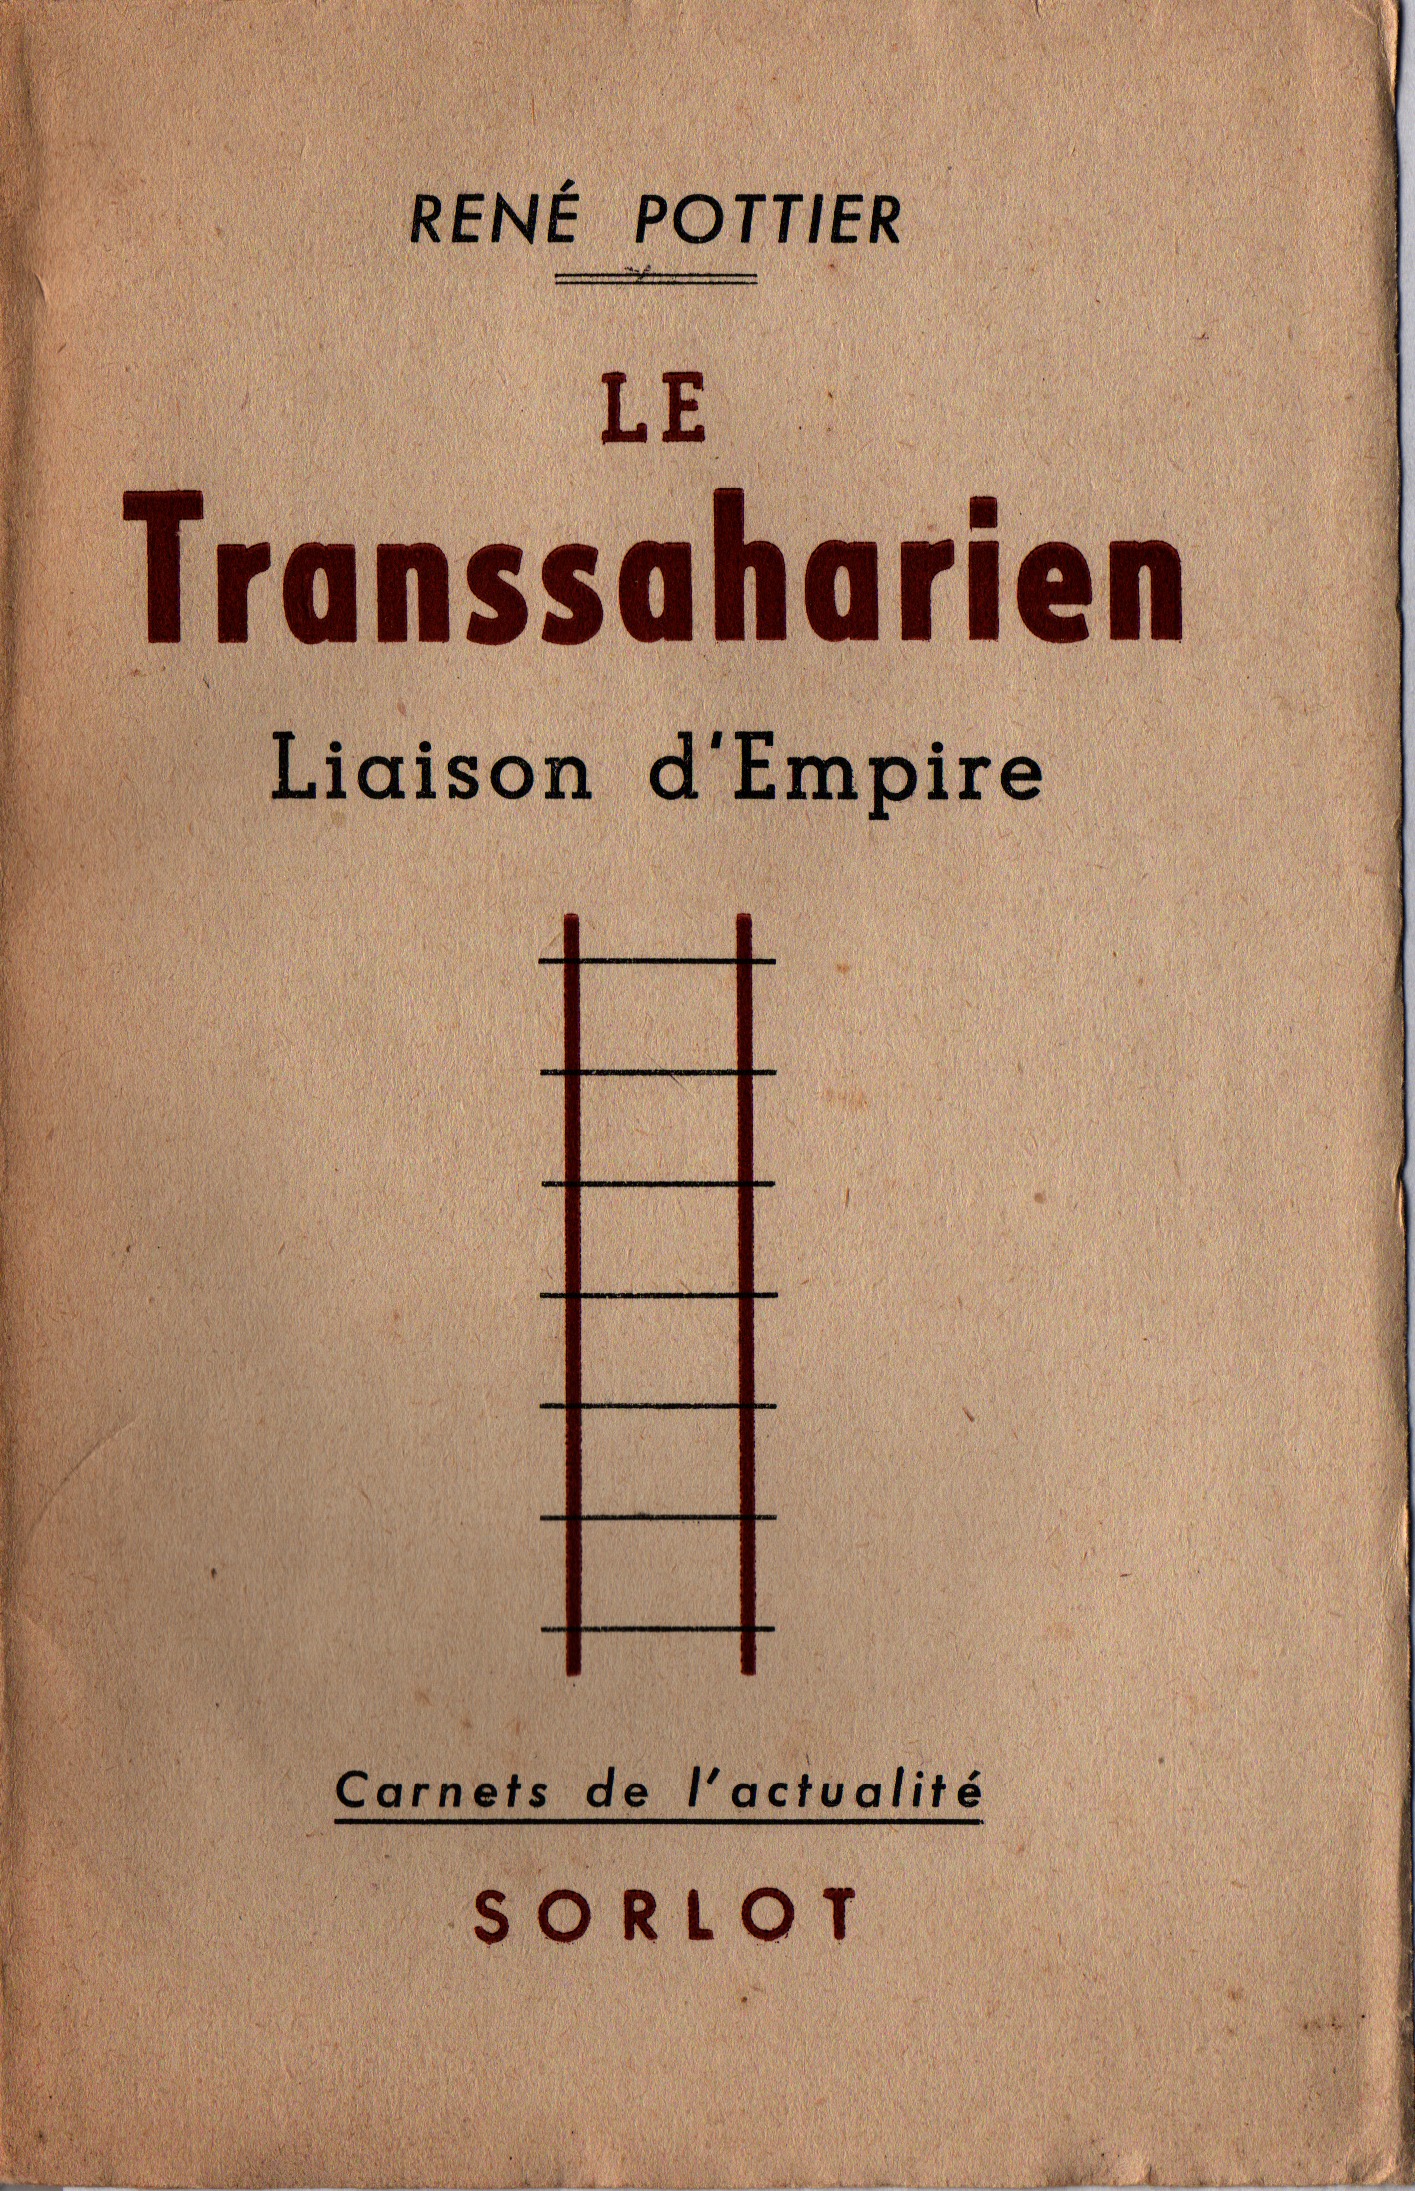 RENÉ POTTIER
LE
Transsaharien
Liaison d'Empire
Carnets de l'actualité
SORLOT